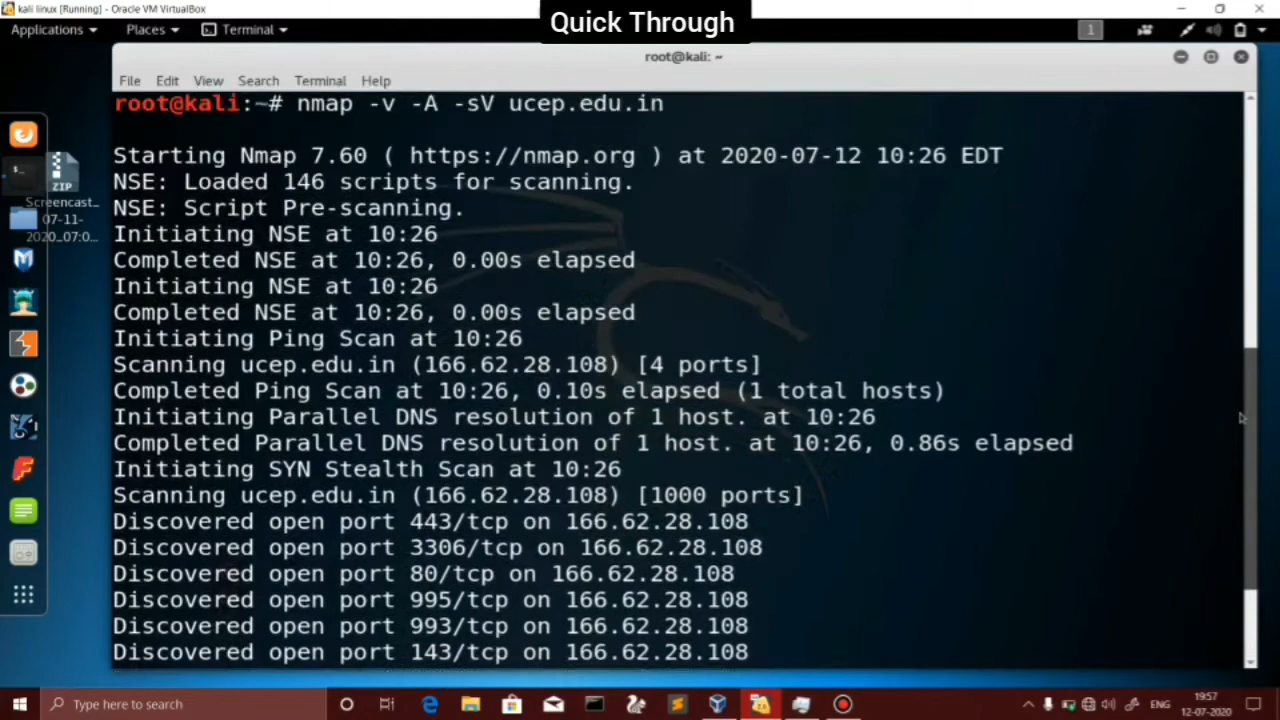 kali linux [Running] - Oracle VM VirtualBox
Quick Through
Applications Places Terminal 1
root@kali: ~
File Edit View Search Terminal Help
root@kali:~# nmap -v -A -sV ucep.edu.in
Starting Nmap 7.60 ( https://nmap.org ) at 2020-07-12 10:26 EDT
NSE: Loaded 146 scripts for scanning.
NSE: Script Pre-scanning.
Initiating NSE at 10:26
Completed NSE at 10:26, 0.00s elapsed
Initiating NSE at 10:26
Completed NSE at 10:26, 0.00s elapsed
Initiating Ping Scan at 10:26
Scanning ucep.edu.in (166.62.28.108) [4 ports]
Completed Ping Scan at 10:26, 0.10s elapsed (1 total hosts)
Initiating Parallel DNS resolution of 1 host. at 10:26
Completed Parallel DNS resolution of 1 host. at 10:26, 0.86s elapsed
Initiating SYN Stealth Scan at 10:26
Scanning ucep.edu.in (166.62.28.108) [1000 ports]
Discovered open port 443/tcp on 166.62.28.108
Discovered open port 3306/tcp on 166.62.28.108
Discovered open port 80/tcp on 166.62.28.108
Discovered open port 995/tcp on 166.62.28.108
Discovered open port 993/tcp on 166.62.28.108
Discovered open port 143/tcp on 166.62.28.108
ZIP
Screencast_
07-11-
2020_07:0...
Type here to search
ENG
19:57
12-07-2020